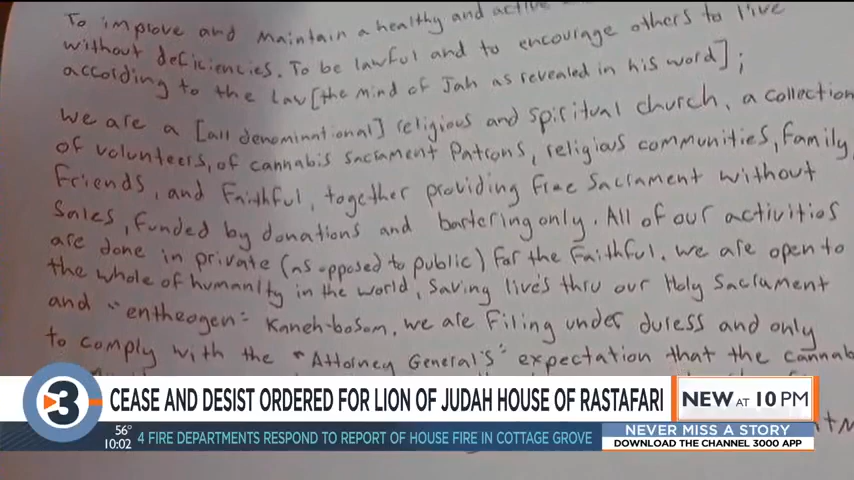 To improve and maintain a healthy and active
without deficiencies. To be lawful and to encourage others to live
according to the law [the mind of Jah as revealed in his word];
we are a [all denominational] religious and spiritual church, a collection
of volunteers, of cannabis sacrament Patrons, religious communities, Family,
Friends, and Faithful, together providing Free Sacrament without
Sales, funded by donations and bartering only. All of our activities
are done in private (as opposed to public) for the Faithful. we are open to
the whole of humanity in the world, saving live's thru our Holy Sacrament
and "entheogen" Kaneh-bosom. we are Filing under duress and only
to comply with the "Attorney General's" expectation that the cannab
3
CEASE AND DESIST ORDERED FOR LION OF JUDAH HOUSE OF RASTAFARI
NEW AT 10 PM
56°
10:02
4 FIRE DEPARTMENTS RESPOND TO REPORT OF HOUSE FIRE IN COTTAGE GROVE
NEVER MISS A STORY
DOWNLOAD THE CHANNEL 3000 APP